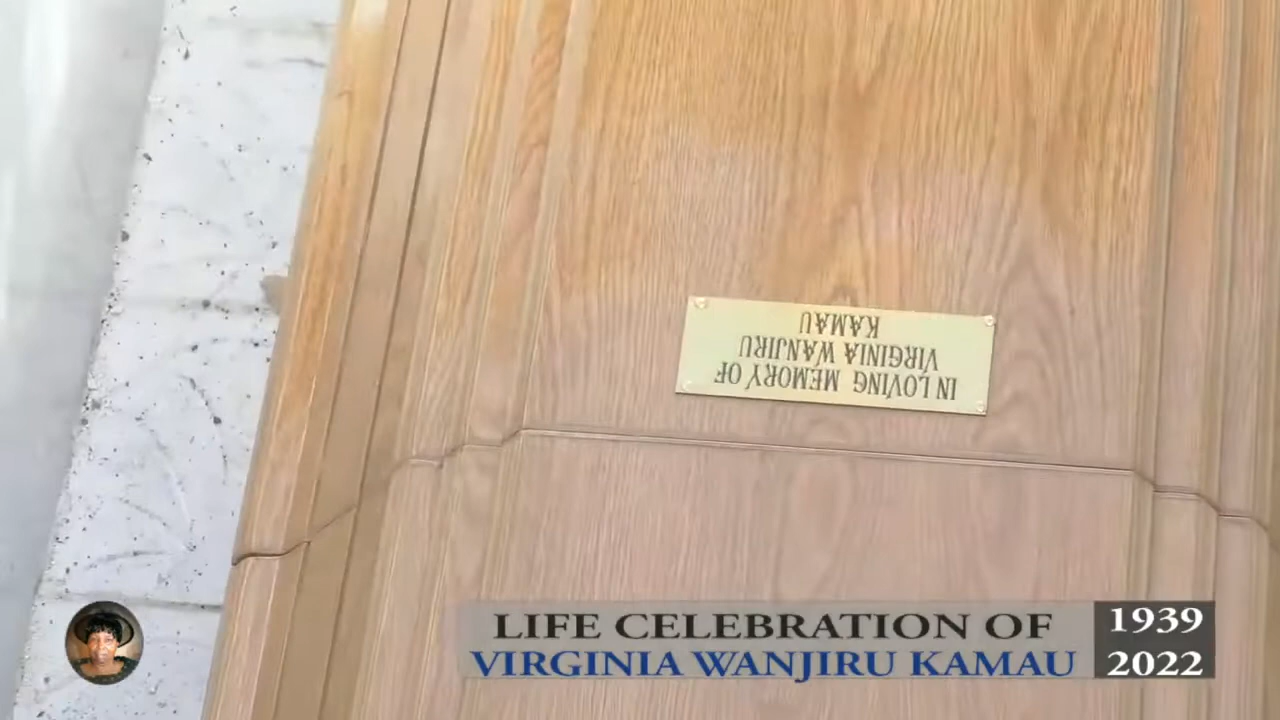 IN LOVING MEMORY OF
VIRGINIA WANJIRU
KAMAU
LIFE CELEBRATION OF
VIRGINIA WANJIRU KAMAU
1939
2022